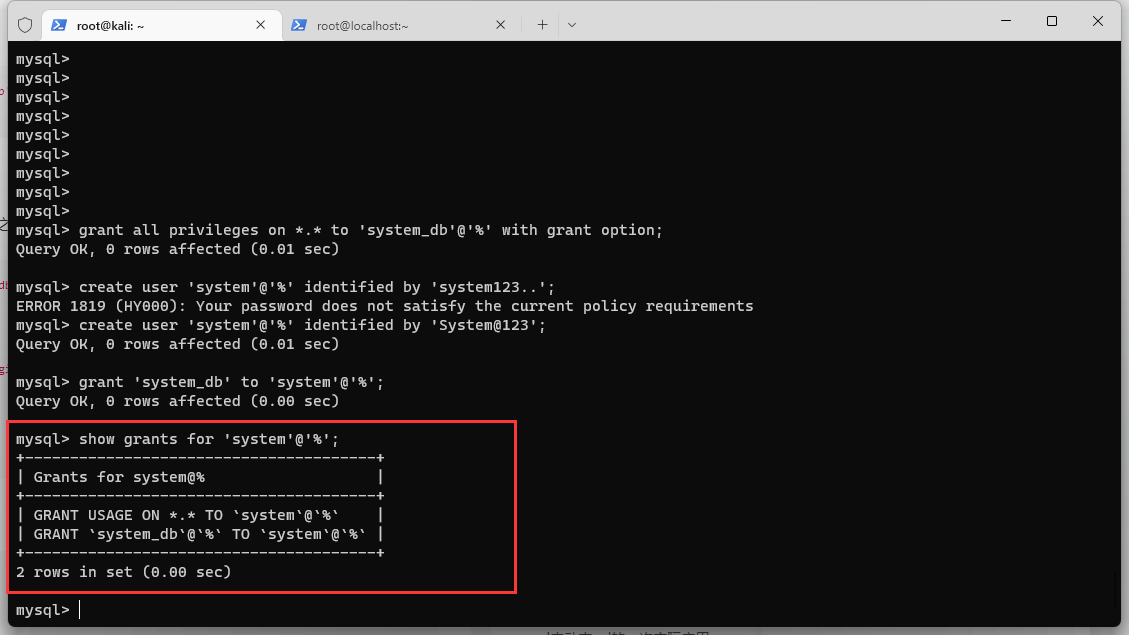 root@kali: ~
root@localhost:~
mysql>
mysql>
mysql>
mysql>
mysql>
mysql>
mysql>
mysql>
mysql>
mysql> grant all privileges on *.* to 'system_db'@'%' with grant option;
Query OK, 0 rows affected (0.01 sec)
mysql> create user 'system'@'%' identified by 'system123..';
ERROR 1819 (HY000): Your password does not satisfy the current policy requirements
mysql> create user 'system'@'%' identified by 'System@123';
Query OK, 0 rows affected (0.01 sec)
mysql> grant 'system_db' to 'system'@'%';
Query OK, 0 rows affected (0.00 sec)
mysql> show grants for 'system'@'%';
+---------------------------------------+
| Grants for system@%                   |
+---------------------------------------+
| GRANT USAGE ON *.* TO `system`@`%`    |
| GRANT `system_db`@`%` TO `system`@`%` |
+---------------------------------------+
2 rows in set (0.00 sec)
mysql>